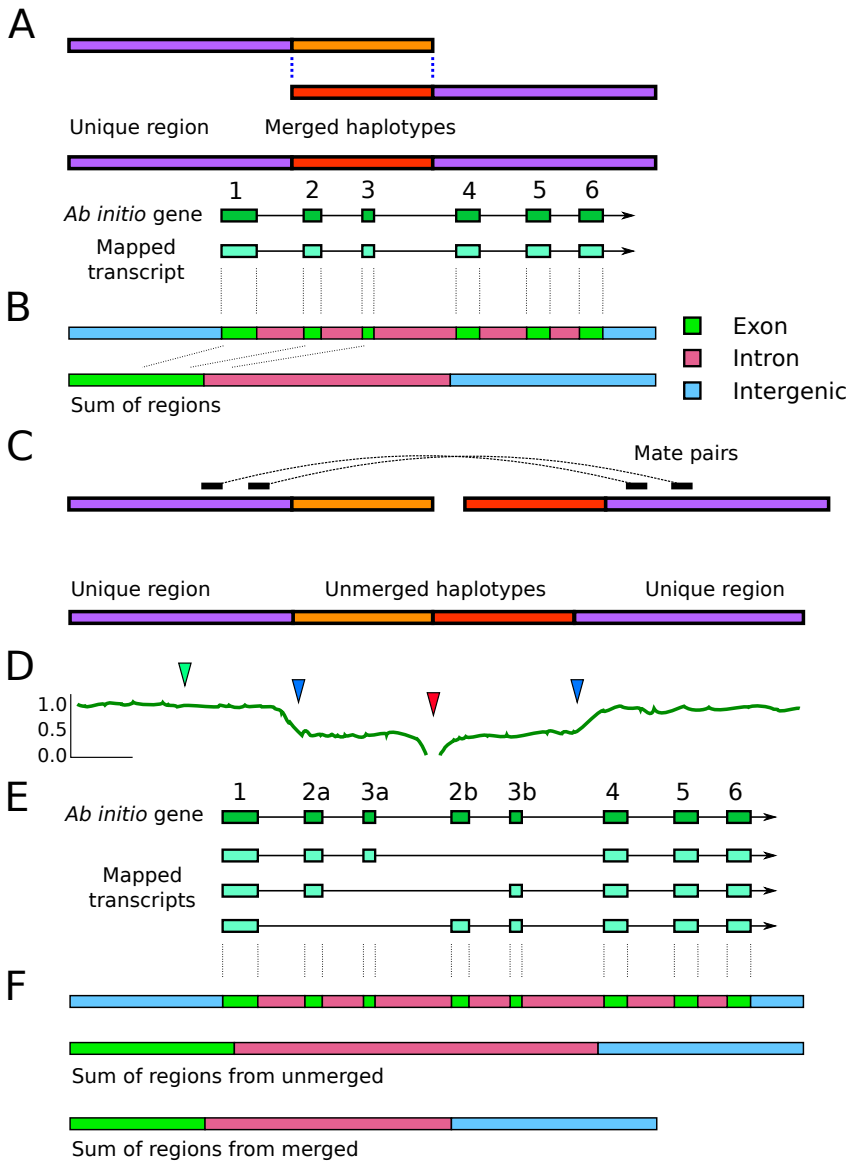 A
Unique region Merged haplotypes
1 2 3 4 5 6
Ab initio gene
Mapped
transcript
B
Exon
Intron
Intergenic
Sum of regions
C
Mate pairs
Unique region Unmerged haplotypes Unique region
D
1.0
0.5
0.0
E
1 2a 3a 2b 3b 4 5 6
Ab initio gene
Mapped
transcripts
F
Sum of regions from unmerged
Sum of regions from merged